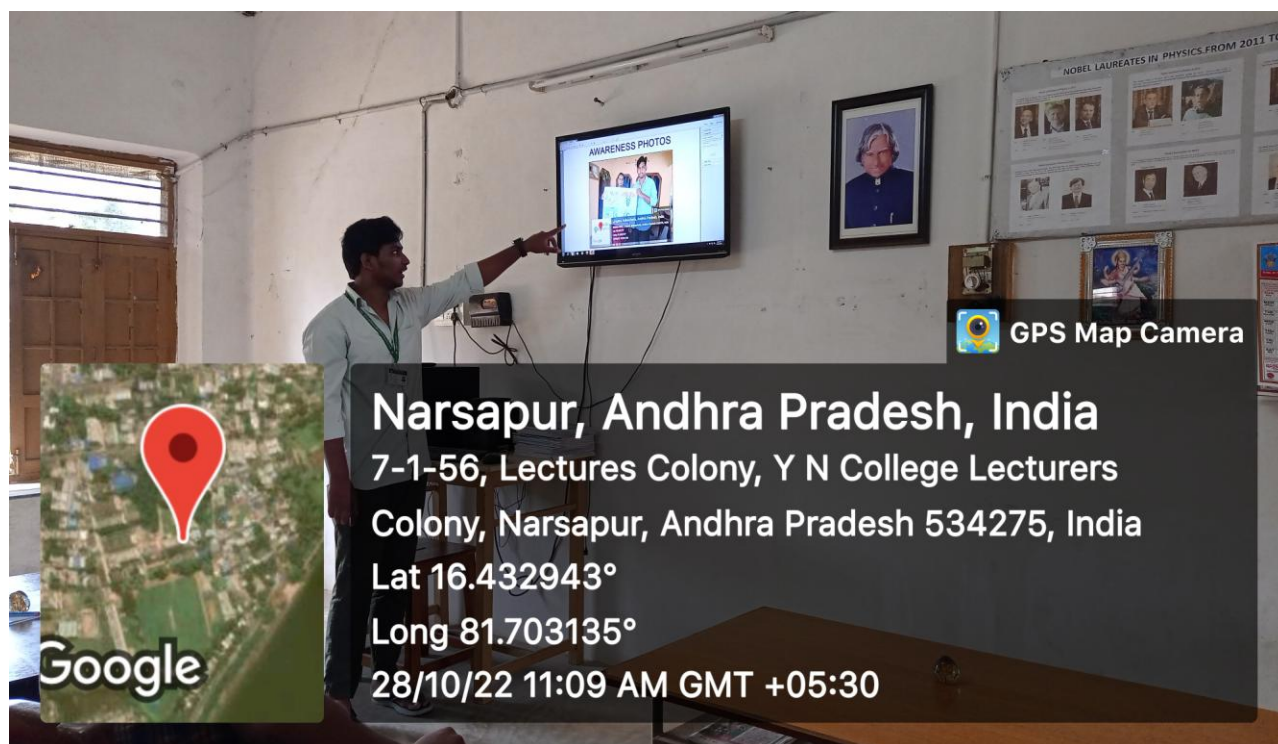 NOBEL LAUREATES IN PHYSICS FROM 2011 T
AWARENESS PHOTOS
GPS Map Camera
Narsapur, Andhra Pradesh, India
7-1-56, Lectures Colony, Y N College Lecturers
Colony, Narsapur, Andhra Pradesh 534275, India
Lat 16.432943°
Long 81.703135°
28/10/22 11:09 AM GMT +05:30
Google